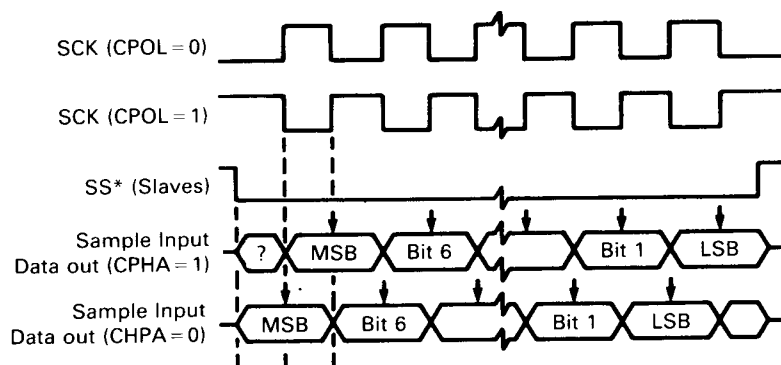 SCK (CPOL = 0)
SCK (CPOL = 1)
SS* (Slaves)
Sample Input
Data out (CPHA = 1)
? MSB Bit 6 Bit 1 LSB
Sample Input
Data out (CHPA = 0)
MSB Bit 6 Bit 1 LSB